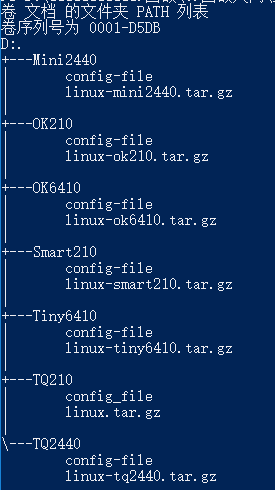 卷 文档 的文件夹 PATH 列表
卷序列号为 0001-D5DB
D:.
+---Mini2440
|       config-file
|       linux-mini2440.tar.gz
|
+---OK210
|       config-file
|       linux-ok210.tar.gz
|
+---OK6410
|       config-file
|       linux-ok6410.tar.gz
|
+---Smart210
|       config-file
|       linux-smart210.tar.gz
|
+---Tiny6410
|       config-file
|       linux-tiny6410.tar.gz
|
+---TQ210
|       config_file
|       linux.tar.gz
|
\---TQ2440
        config-file
        linux-tq2440.tar.gz